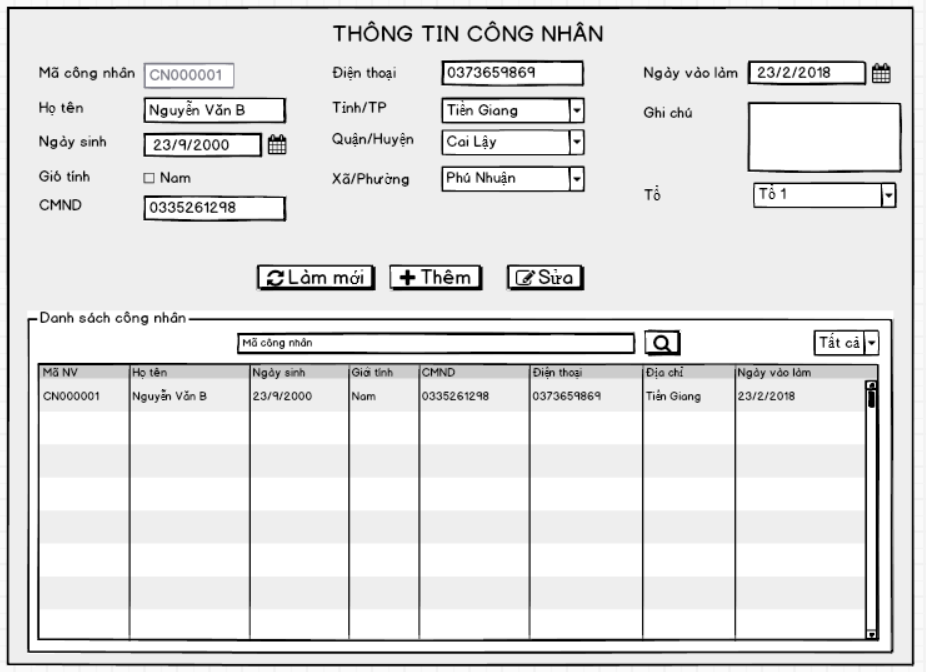 THÔNG TIN CÔNG NHÂN
Mã công nhân CN000001 Điện thoại 0373659869 Ngày vào làm 23/2/2018
Họ tên Nguyễn Văn B Tỉnh/TP Tiền Giang Ghi chú
Ngày sinh 23/9/2000 Quận/Huyện Cai Lậy
Giố tính Nam Xã/Phường Phú Nhuận
CMND 0335261298 Tổ Tổ 1
Làm mới Thêm Sửa
Danh sách công nhân
Mã công nhân Tất cả
Mã NV Họ tên Ngày sinh Giới tính CMND Điện thoại Địa chỉ Ngày vào làm
CN000001 Nguyễn Văn B 23/9/2000 Nam 0335261298 0373659869 Tiền Giang 23/2/2018